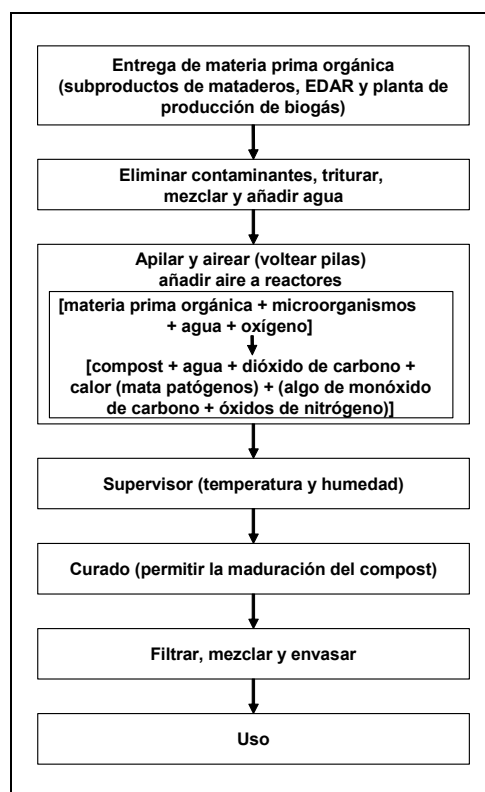 Entrega de materia prima orgánica
(subproductos de mataderos, EDAR y planta de
producción de biogás)
Eliminar contaminantes, triturar,
mezclar y añadir agua
Apilar y airear (voltear pilas)
añadir aire a reactores
[materia prima orgánica + microorganismos
+ agua + oxígeno]
[compost + agua + dióxido de carbono +
calor (mata patógenos) + (algo de monóxido
de carbono + óxidos de nitrógeno)]
Supervisor (temperatura y humedad)
Curado (permitir la maduración del compost)
Filtrar, mezclar y envasar
Uso